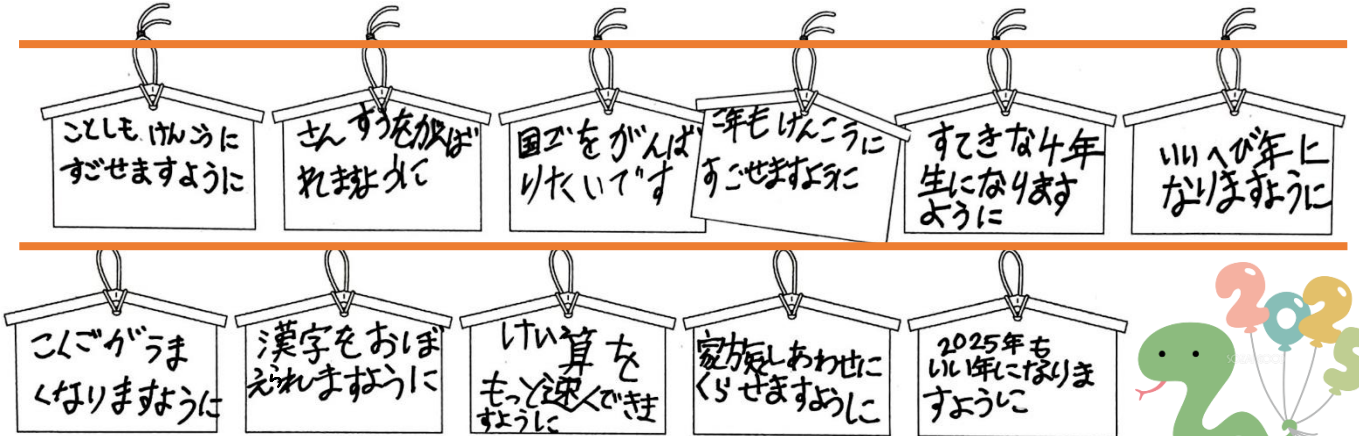 ことしも けんこうに
すごせますように
さんすうをがんば
れますように
国ごをがんば
りたいです
二年もけんこうに
すごせますように
すてきな4年
生になります
ように
いいへび年に
なりますように
こくごがうま
くなりますように
漢字をおぼ
えられますように
けい算を
もっと速くできま
すように
家族しあわせに
くらせますように
2025年も
いい年になりま
すように
2025